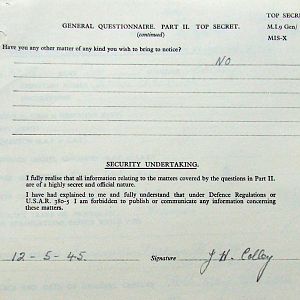 GENERAL QUESTIONNAIRE. PART II. TOP SECRET.
(continued)
TOP SECRE
M.I.9 Gen/
MIS-X
Have you any other matter of any kind you wish to bring to notice?
NO
SECURITY UNDERTAKING.
I fully realise that all information relating to the matters covered by the questions in Part II.
are of a highly secret and official nature.
I have had explained to me and fully understand that under Defence Regulations or
U.S.A.R. 380-5 I am forbidden to publish or communicate any information concerning
these matters.
12-5-45. Signature J H. Colley